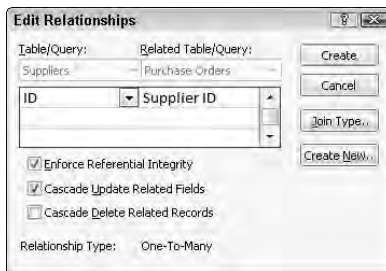 Edit Relationships
Table/Query: Related Table/Query:
Create
Suppliers Purchase Orders
Cancel
ID Supplier ID
Join Type..
Enforce Referential Integrity
Create New..
Cascade Update Related Fields
Cascade Delete Related Records
Relationship Type: One-To-Many